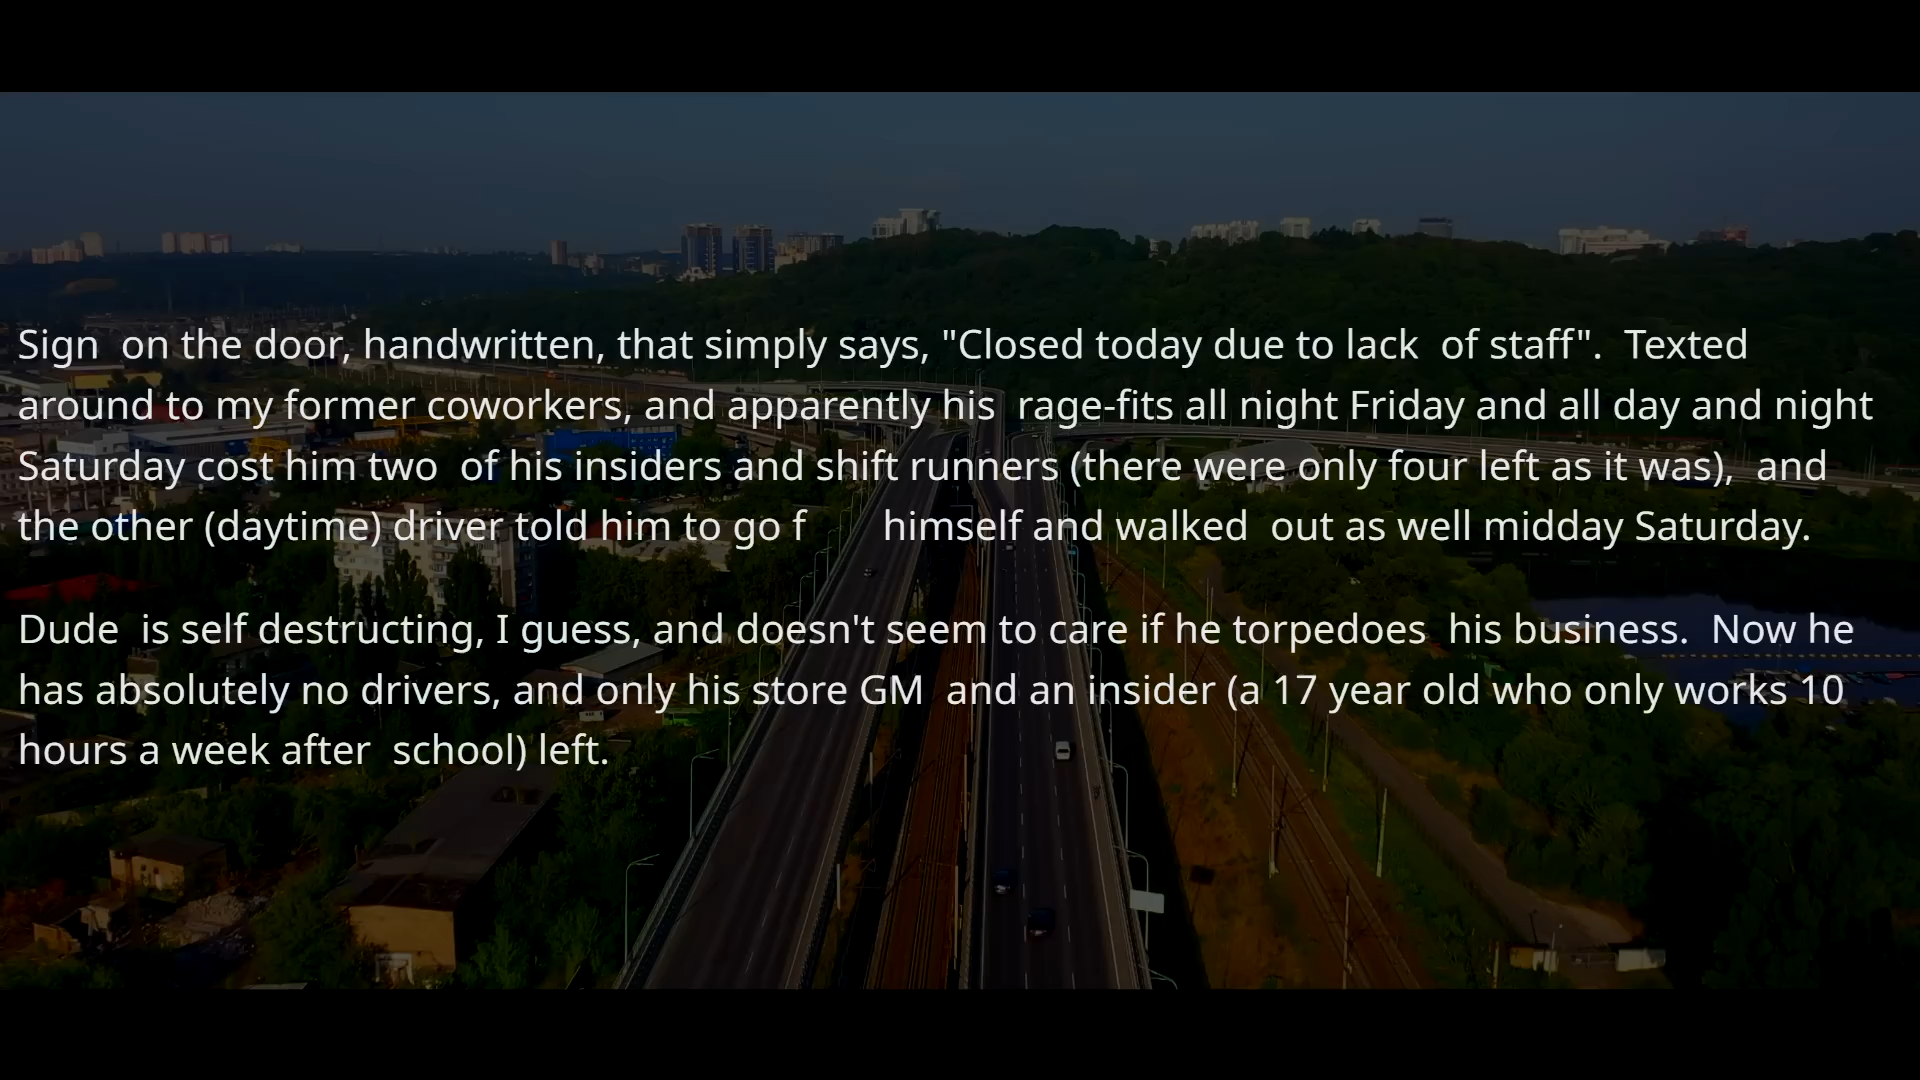 Sign on the door, handwritten, that simply says, "Closed today due to lack of staff". Texted
around to my former coworkers, and apparently his rage-fits all night Friday and all day and night
Saturday cost him two of his insiders and shift runners (there were only four left as it was), and
the other (daytime) driver told him to go f himself and walked out as well midday Saturday.
Dude is self destructing, I guess, and doesn't seem to care if he torpedoes his business. Now he
has absolutely no drivers, and only his store GM and an insider (a 17 year old who only works 10
hours a week after school) left.